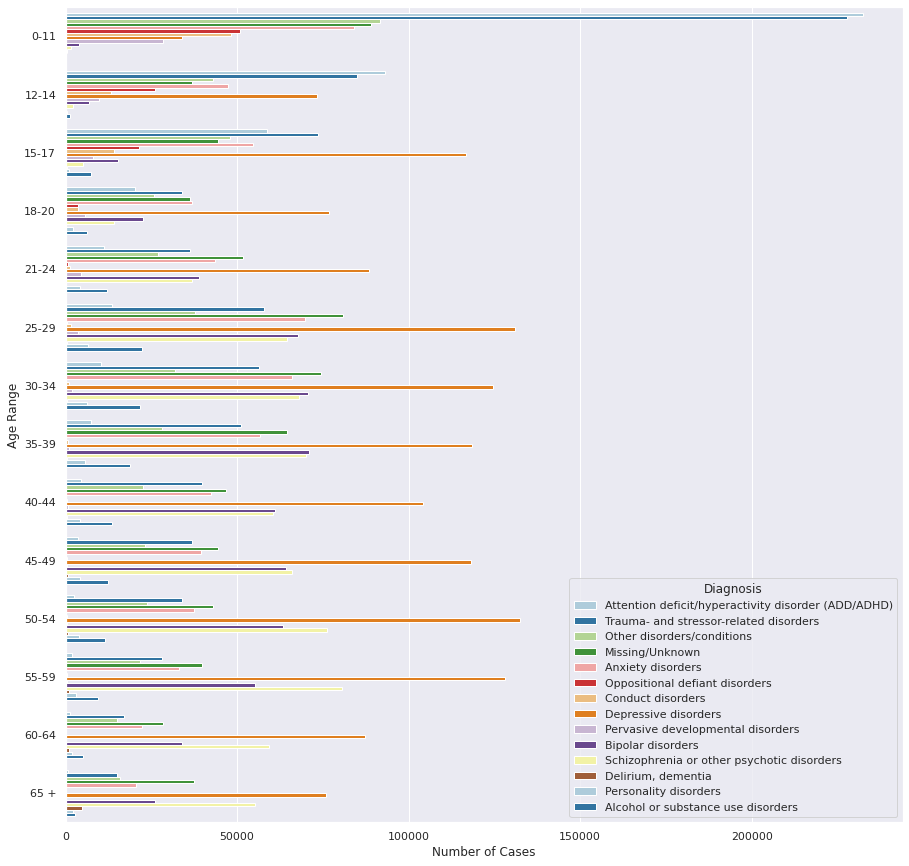 0-11
12-14
15-17
18-20
21-24
25-29
30-34
35-39
40-44
45-49
50-54
55-59
60-64
65 +
Age Range
0
50000
100000
150000
200000
Number of Cases
Diagnosis
Attention deficit/hyperactivity disorder (ADD/ADHD)
Trauma- and stressor-related disorders
Other disorders/conditions
Missing/Unknown
Anxiety disorders
Oppositional defiant disorders
Conduct disorders
Depressive disorders
Pervasive developmental disorders
Bipolar disorders
Schizophrenia or other psychotic disorders
Delirium, dementia
Personality disorders
Alcohol or substance use disorders